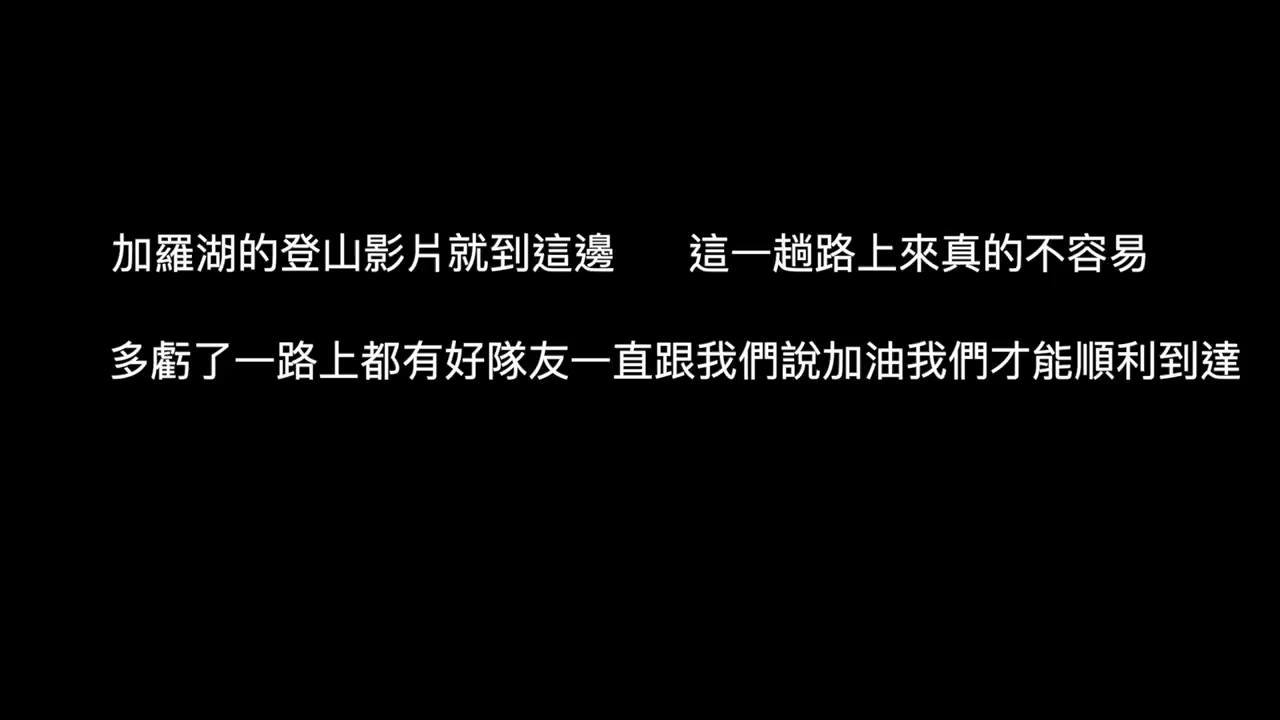 加羅湖的登山影片就到這邊　這一趟路上來真的不容易
多虧了一路上都有好隊友一直跟我們說加油我們才能順利到達